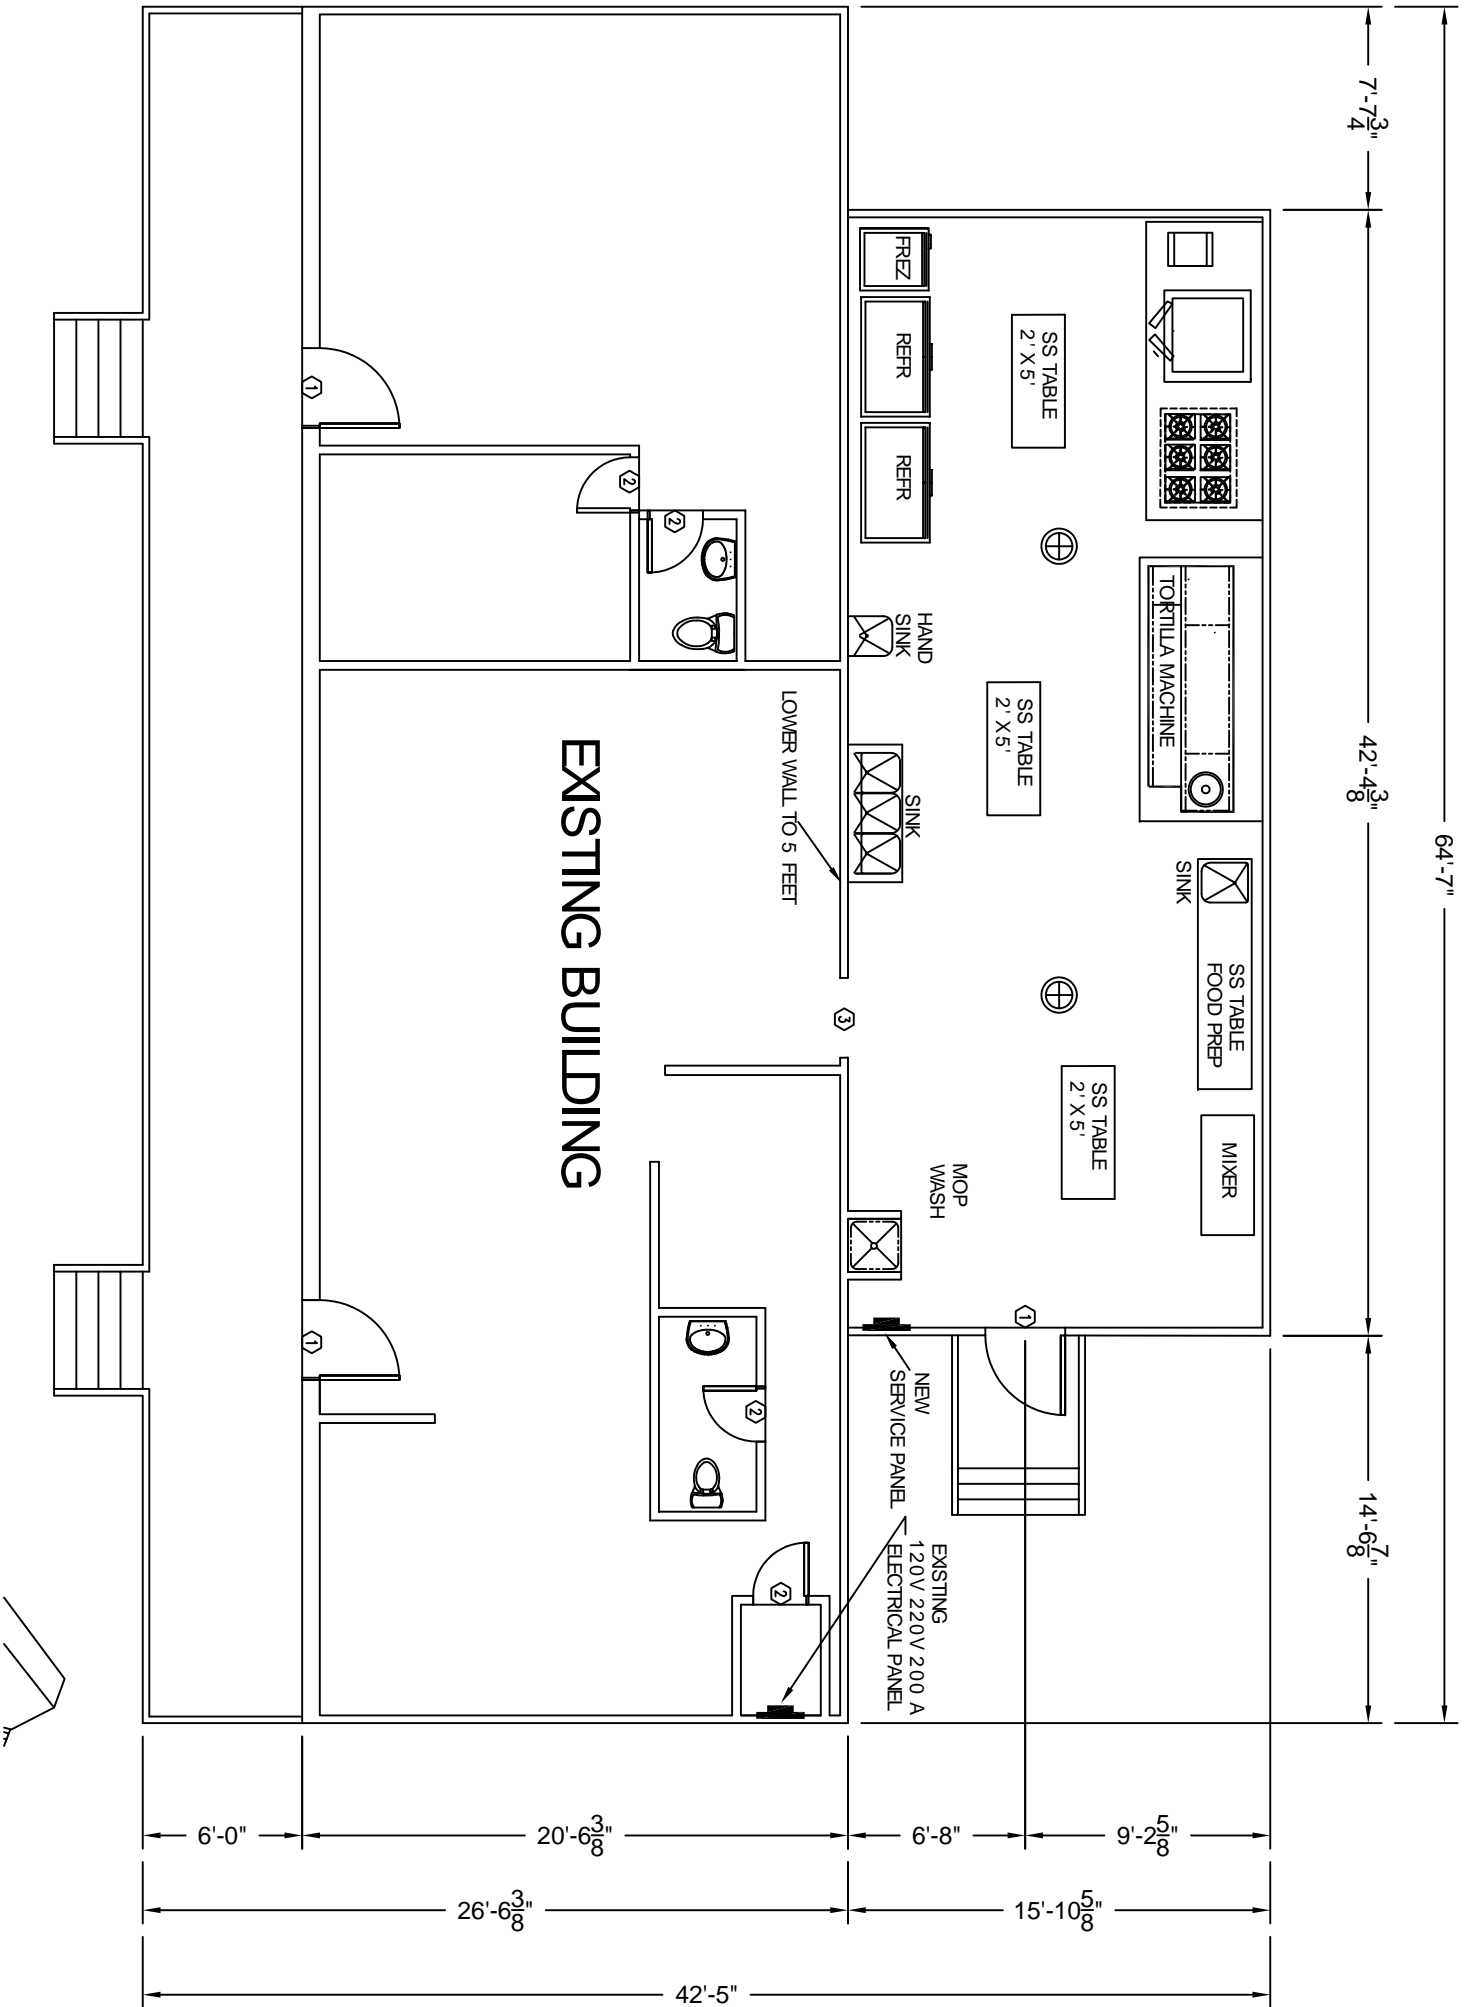 64'-7"
7'-7 3/4"
42'-4 3/8"
14'-6 7/8"
FREZ
REFR
REFR
SS TABLE
2' X 5'
TORTILLA MACHINE
HAND
SINK
SS TABLE
2' X 5'
SINK
SINK
SS TABLE
FOOD PREP
SS TABLE
2' X 5'
MIXER
MOP
WASH
LOWER WALL TO 5 FEET
EXISTING BUILDING
NEW
SERVICE PANEL
EXISTING
120V 220V 200 A
ELECTRICAL PANEL
1
2
2
3
1
1
2
2
6'-0"
20'-6 3/8"
6'-8"
9'-2 5/8"
26'-6 3/8"
15'-10 5/8"
42'-5"